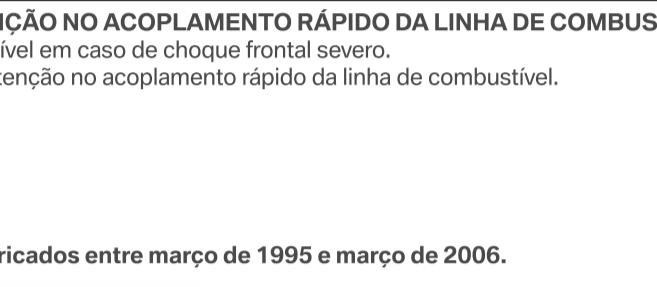 NÇÃO NO ACOPLAMENTO RÁPIDO DA LINHA DE COMBUS
ível em caso de choque frontal severo.
tenção no acoplamento rápido da linha de combustível.
ricados entre março de 1995 e março de 2006.